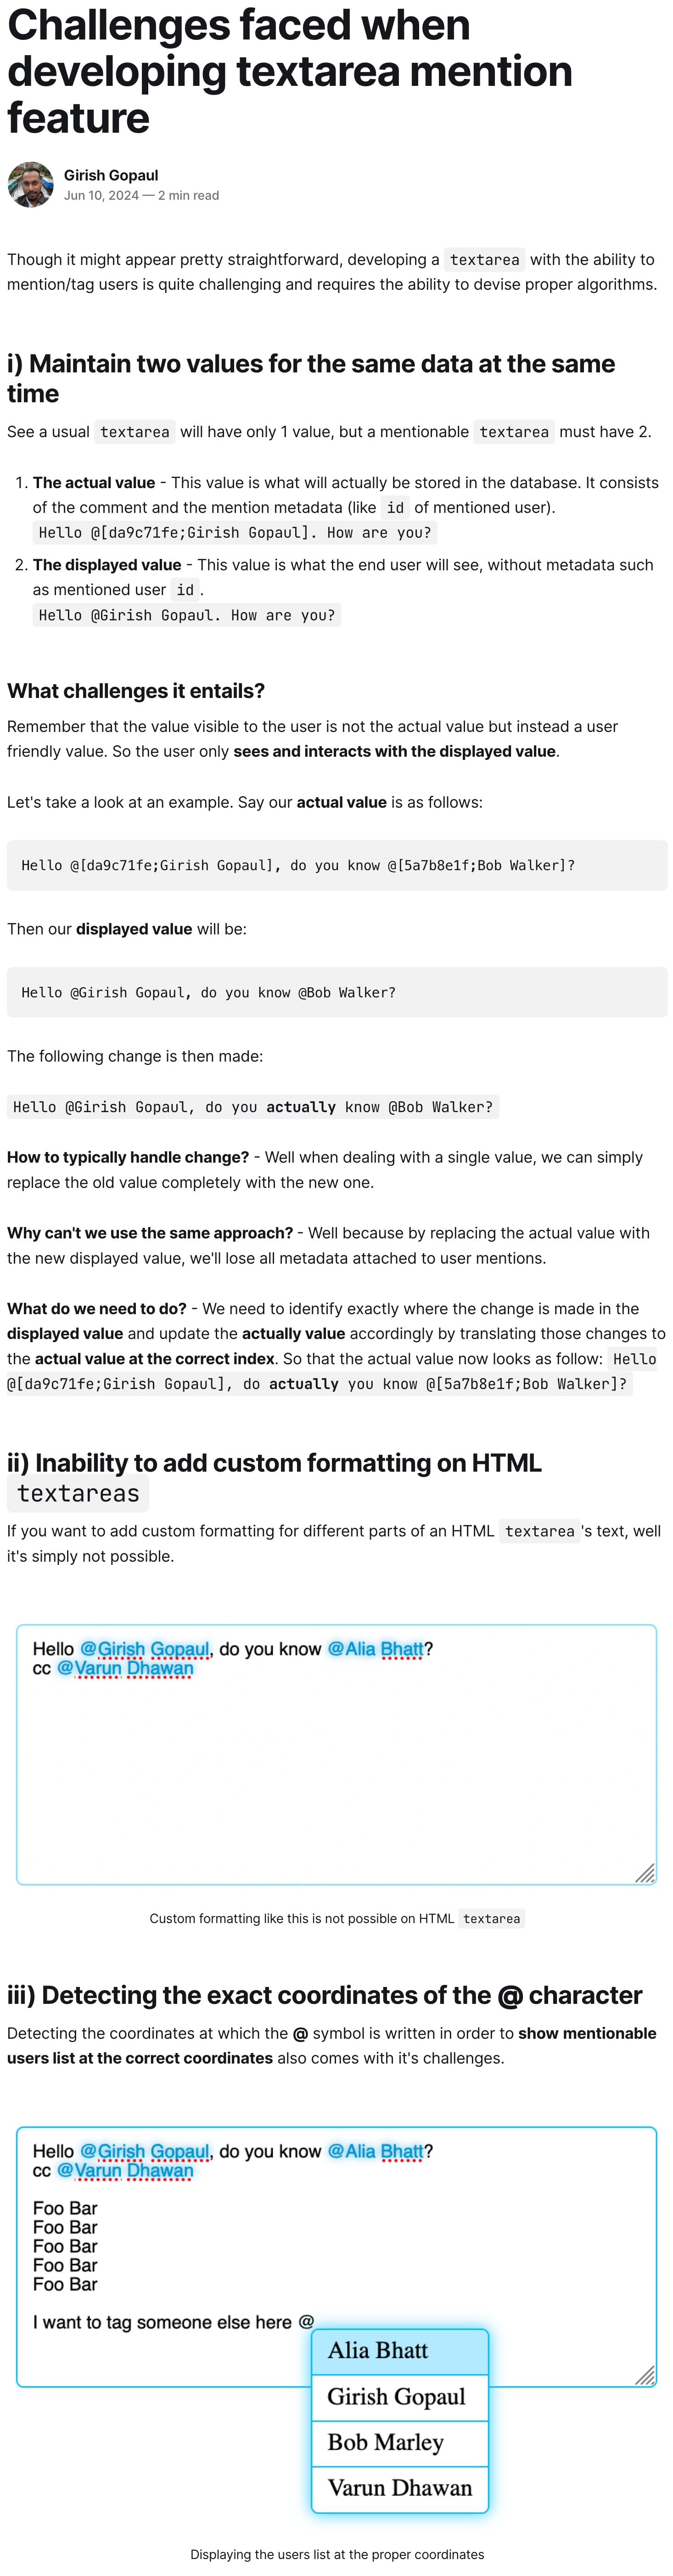 Challenges faced when
developing textarea mention
feature
Girish Gopaul
Jun 10, 2024 — 2 min read
Though it might appear pretty straightforward, developing a textarea with the ability to
mention/tag users is quite challenging and requires the ability to devise proper algorithms.
i) Maintain two values for the same data at the same
time
See a usual textarea will have only 1 value, but a mentionable textarea must have 2.
1. The actual value - This value is what will actually be stored in the database. It consists
of the comment and the mention metadata (like id of mentioned user).
Hello @[da9c71fe;Girish Gopaul]. How are you?
2. The displayed value - This value is what the end user will see, without metadata such
as mentioned user id.
Hello @Girish Gopaul. How are you?
What challenges it entails?
Remember that the value visible to the user is not the actual value but instead a user
friendly value. So the user only sees and interacts with the displayed value.
Let's take a look at an example. Say our actual value is as follows:
Hello @[da9c71fe;Girish Gopaul], do you know @[5a7b8e1f;Bob Walker]?
Then our displayed value will be:
Hello @Girish Gopaul, do you know @Bob Walker?
The following change is then made:
Hello @Girish Gopaul, do you actually know @Bob Walker?
How to typically handle change? - Well when dealing with a single value, we can simply
replace the old value completely with the new one.
Why can't we use the same approach? - Well because by replacing the actual value with
the new displayed value, we'll lose all metadata attached to user mentions.
What do we need to do? - We need to identify exactly where the change is made in the
displayed value and update the actually value accordingly by translating those changes to
the actual value at the correct index. So that the actual value now looks as follow: Hello
@[da9c71fe;Girish Gopaul], do actually you know @[5a7b8e1f;Bob Walker]?
ii) Inability to add custom formatting on HTML
textareas
If you want to add custom formatting for different parts of an HTML textarea's text, well
it's simply not possible.
Hello @Girish Gopaul, do you know @Alia Bhatt?
cc @Varun Dhawan
Custom formatting like this is not possible on HTML textarea
iii) Detecting the exact coordinates of the @ character
Detecting the coordinates at which the @ symbol is written in order to show mentionable
users list at the correct coordinates also comes with it's challenges.
Hello @Girish Gopaul, do you know @Alia Bhatt?
cc @Varun Dhawan
Foo Bar
Foo Bar
Foo Bar
Foo Bar
Foo Bar
I want to tag someone else here @
Alia Bhatt
Girish Gopaul
Bob Marley
Varun Dhawan
Displaying the users list at the proper coordinates